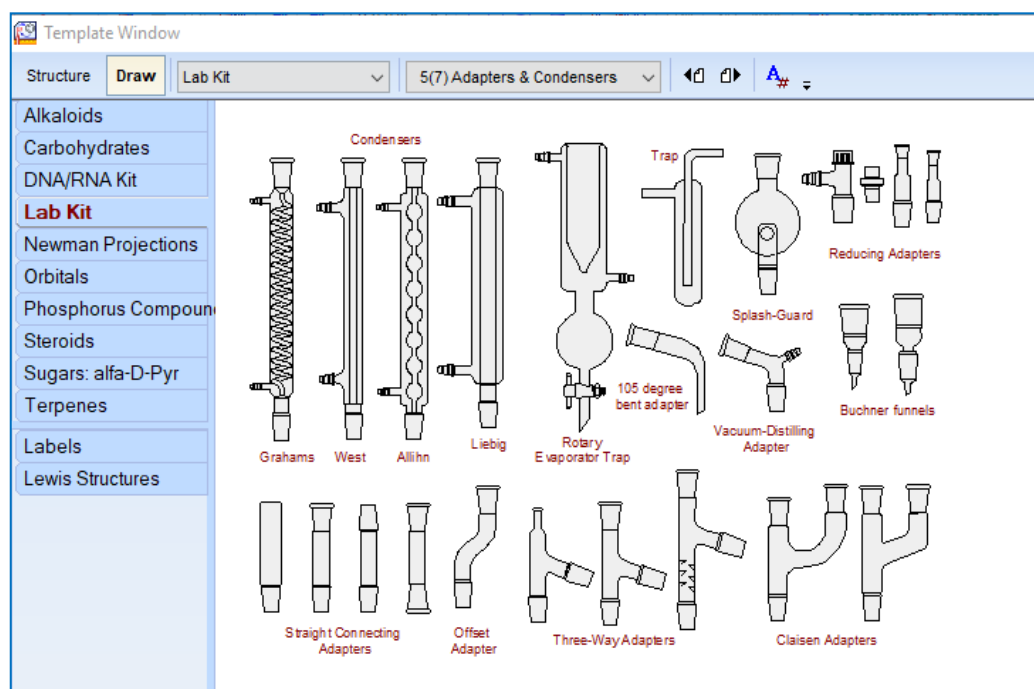 Template Window
Structure
Draw
Lab Kit
5(7) Adapters & Condensers
A#
Alkaloids
Carbohydrates
DNA/RNA Kit
Lab Kit
Newman Projections
Orbitals
Phosphorus Compoun
Steroids
Sugars: alfa-D-Pyr
Terpenes
Labels
Lewis Structures
Condensers
Trap
Reducing Adapters
Splash-Guard
105 degree
bent adapter
Buchner funnels
Vacuum-Distilling
Adapter
Grahams
West
Allihn
Liebig
Rotary
Evaporator Trap
Straight Connecting
Adapters
Offset
Adapter
Three-Way Adapters
Claisen Adapters